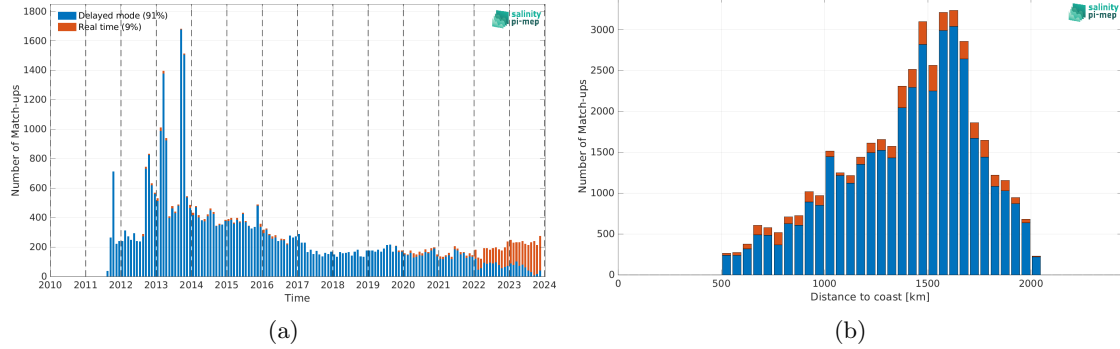 Delayed mode (91%)
Real time (9%)
salinity
pi-mep
Number of Match-ups
1800
1600
1400
1200
1000
800
600
400
200
0
2010 2011 2012 2013 2014 2015 2016 2017 2018 2019 2020 2021 2022 2023 2024
Time
(a)
salinity
pi-mep
Number of Match-ups
3000
2500
2000
1500
1000
500
0
0 500 1000 1500 2000
Distance to coast [km]
(b)